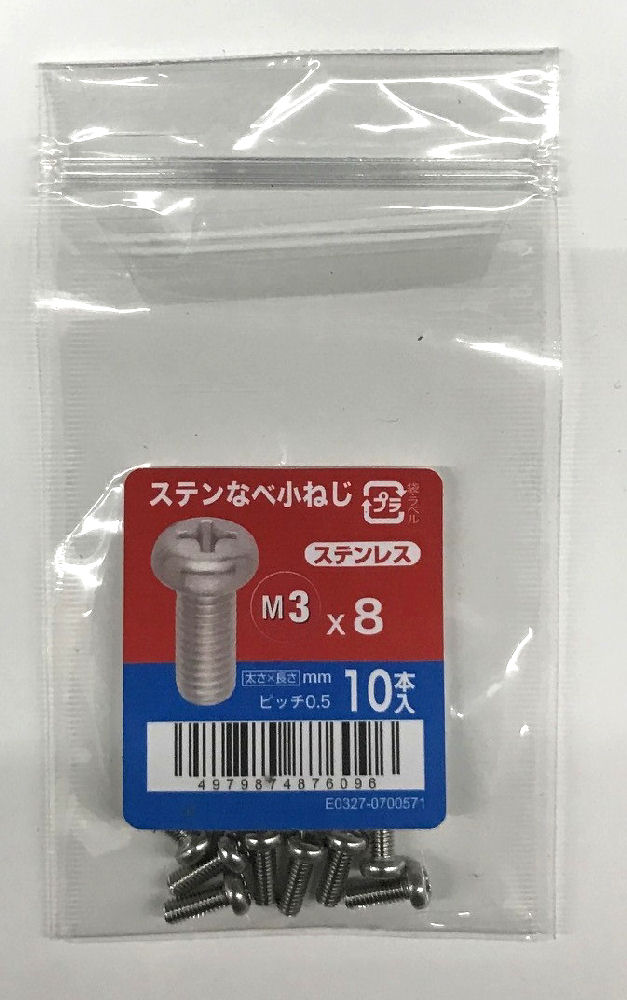 ステンなべ小ねじ
プラ
袋ラベル
ステンレス
M3 x 8
太さ×長さ mm
ピッチ0.5
10本入
4979874876096
E0327-0700571